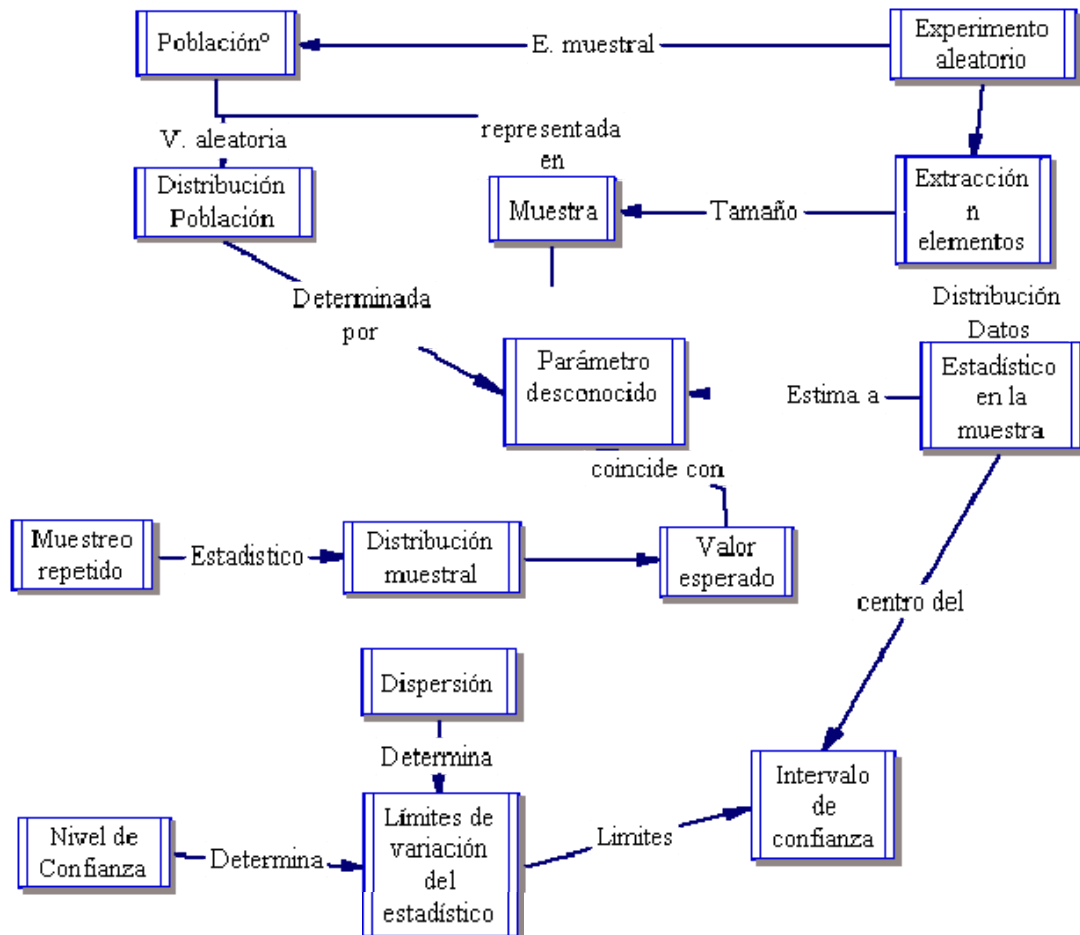 Poblaciónº
E. muestral
Experimento
aleatorio
V. aleatoria
representada
en
Distribución
Población
Muestra
Tamaño
Extracción
n
elementos
Determinada
por
Distribución
Datos
Parámetro
desconocido
Estima a
Estadístico
en la
muestra
coincide con
Muestreo
repetido
Estadistico
Distribución
muestral
Valor
esperado
centro del
Dispersión
Determina
Nivel de
Confianza
Determina
Límites de
variación
del
estadístico
Limites
Intervalo
de
confianza